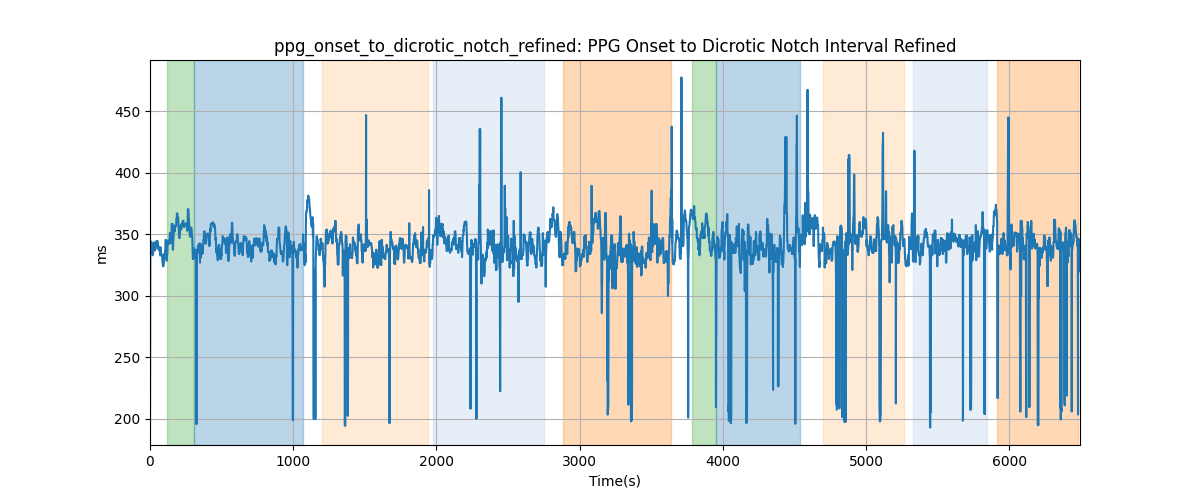 ppg_onset_to_dicrotic_notch_refined: PPG Onset to Dicrotic Notch Interval Refined
450
400
350
300
250
200
ms
0 1000 2000 3000 4000 5000 6000
Time(s)